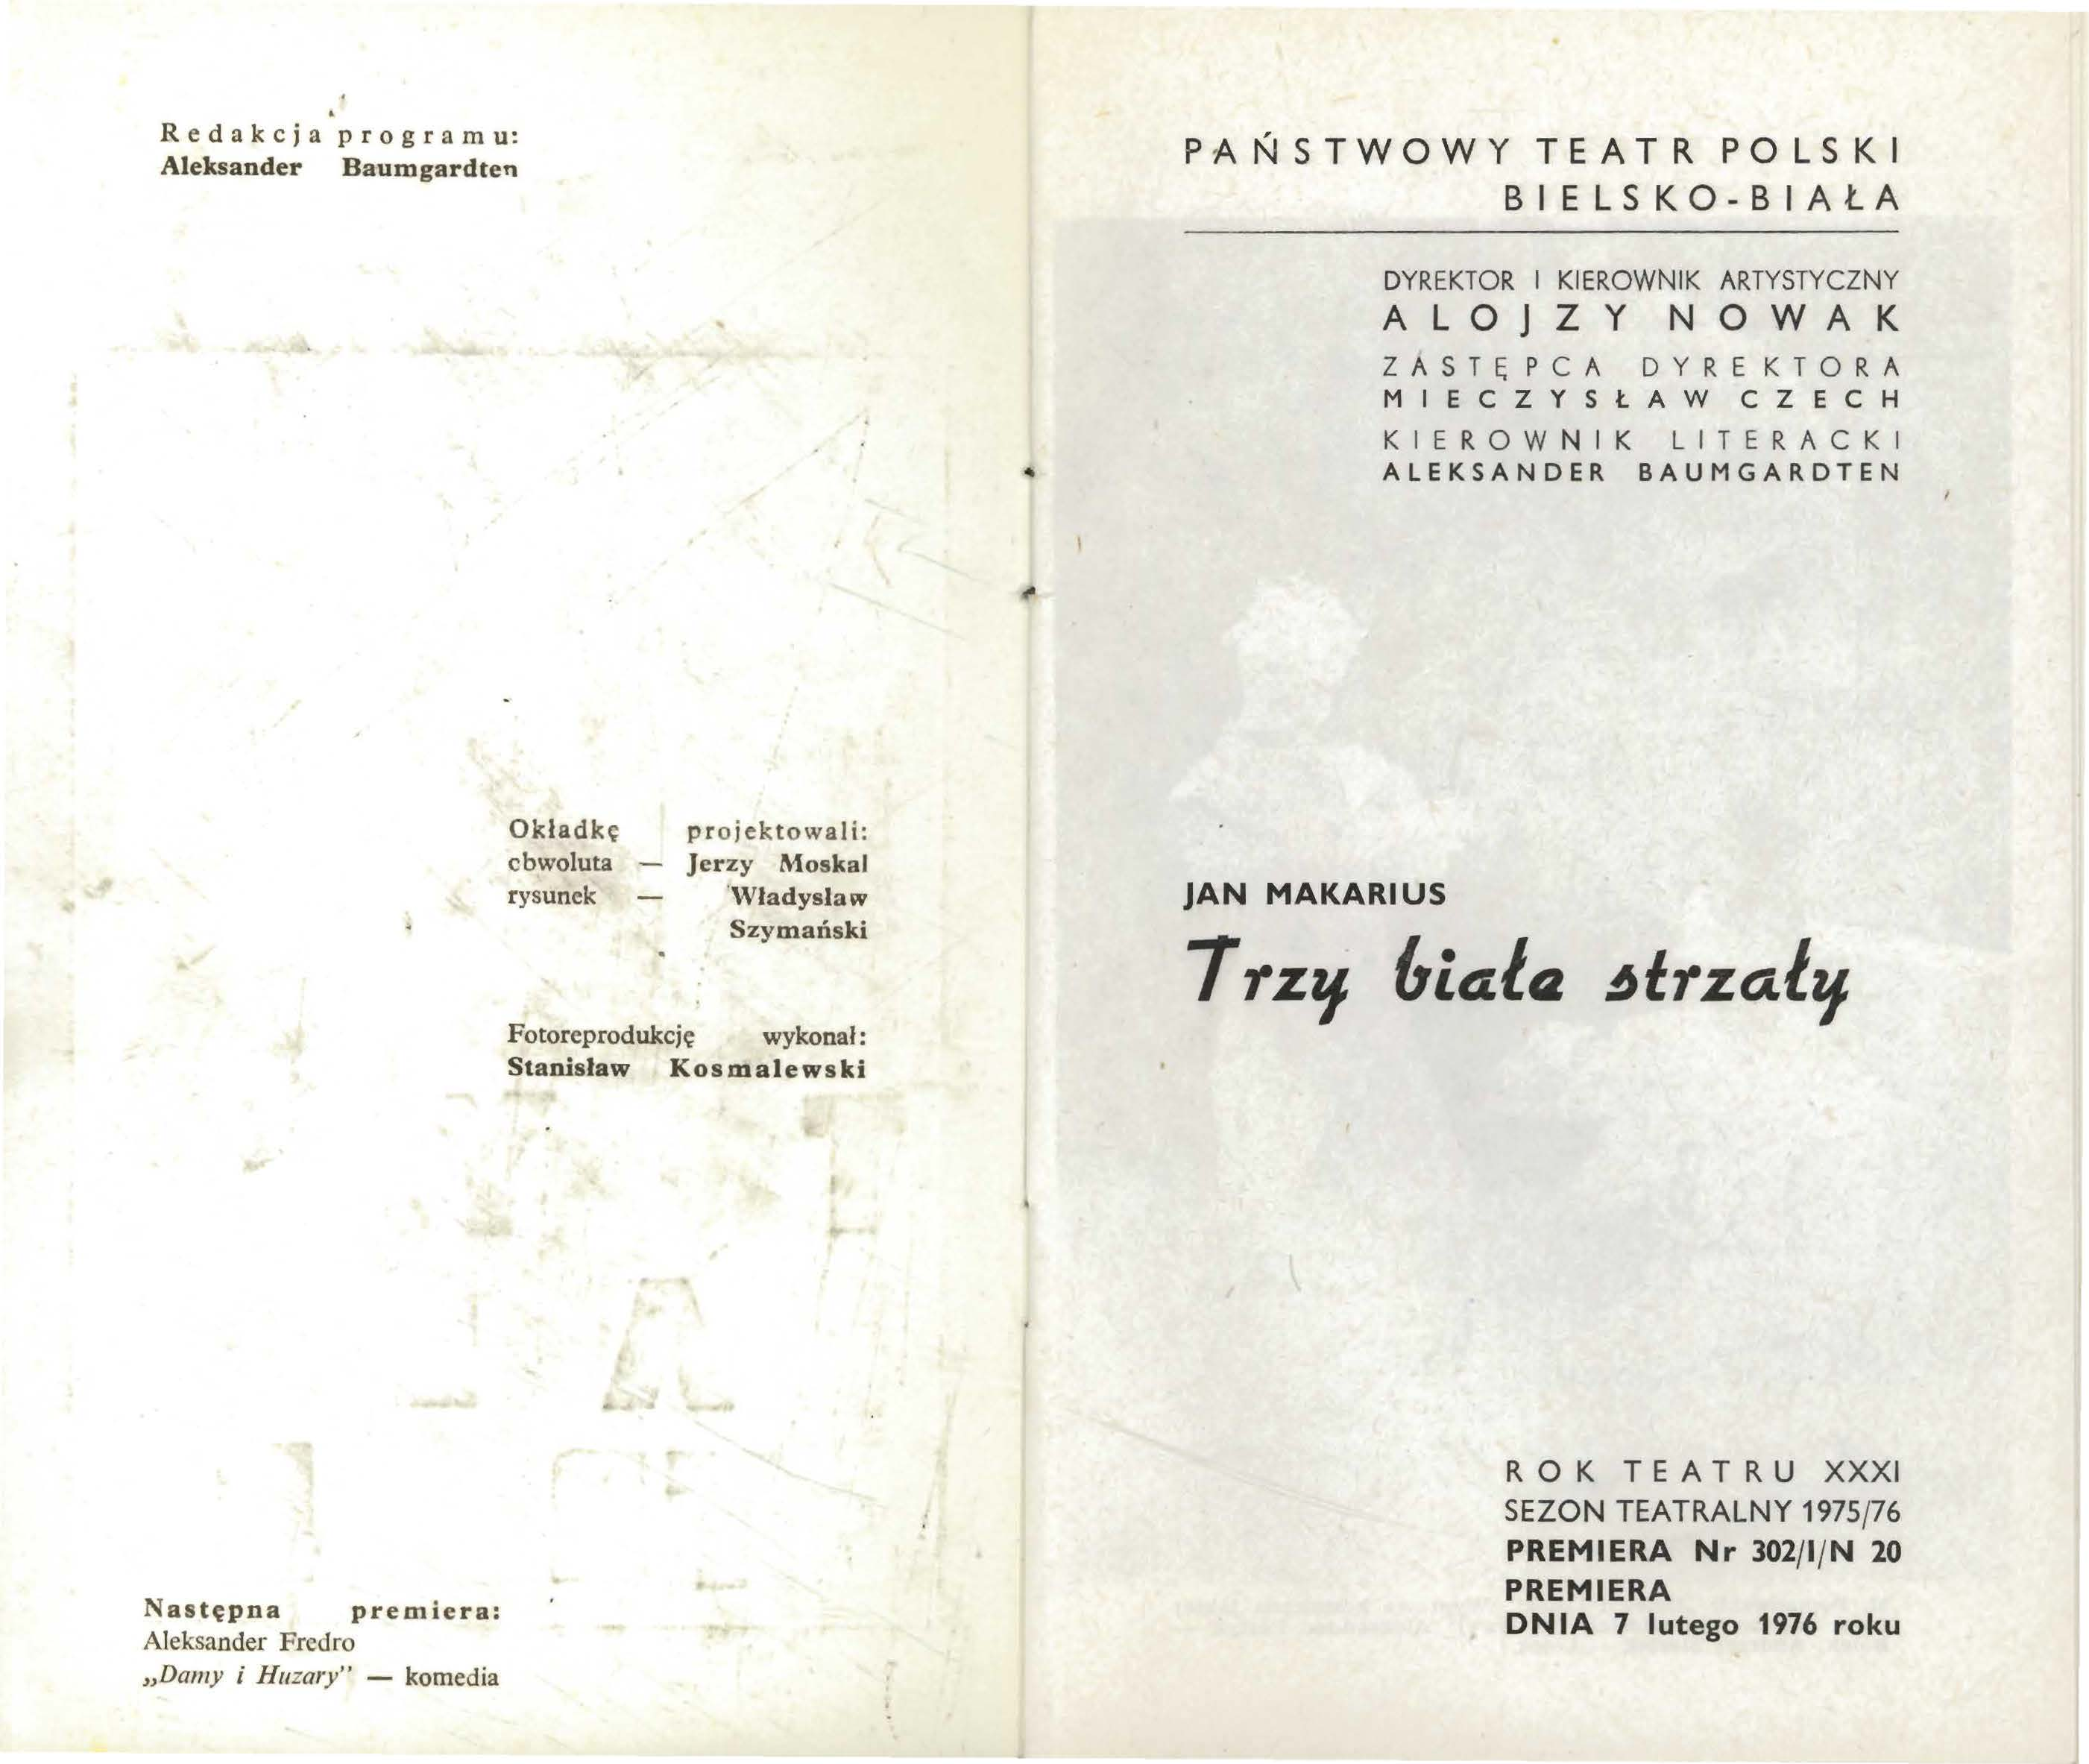 Redakcja programu:
Aleksander Baumgardten
Okładkę projektowali:
obwoluta — Jerzy Moskal
rysunek — Władysław
Szymański
Fotoreprodukcję wykonał:
Stanisław Kosmalewski
Następna premiera:
Aleksander Fredro
„Damy i Huzary” — komedia
PAŃSTWOWY TEATR POLSKI
BIELSKO-BIAŁA
DYREKTOR I KIEROWNIK ARTYSTYCZNY
ALOJZY NOWAK
ZASTĘPCA DYREKTORA
MIECZYSŁAW CZECH
KIEROWNIK LITERACKI
ALEKSANDER BAUMGARDTEN
JAN MAKARIUS
Trzy białe strzały
ROK TEATRU XXXI
SEZON TEATRALNY 1975/76
PREMIERA Nr 302/I/N 20
PREMIERA
DNIA 7 lutego 1976 roku